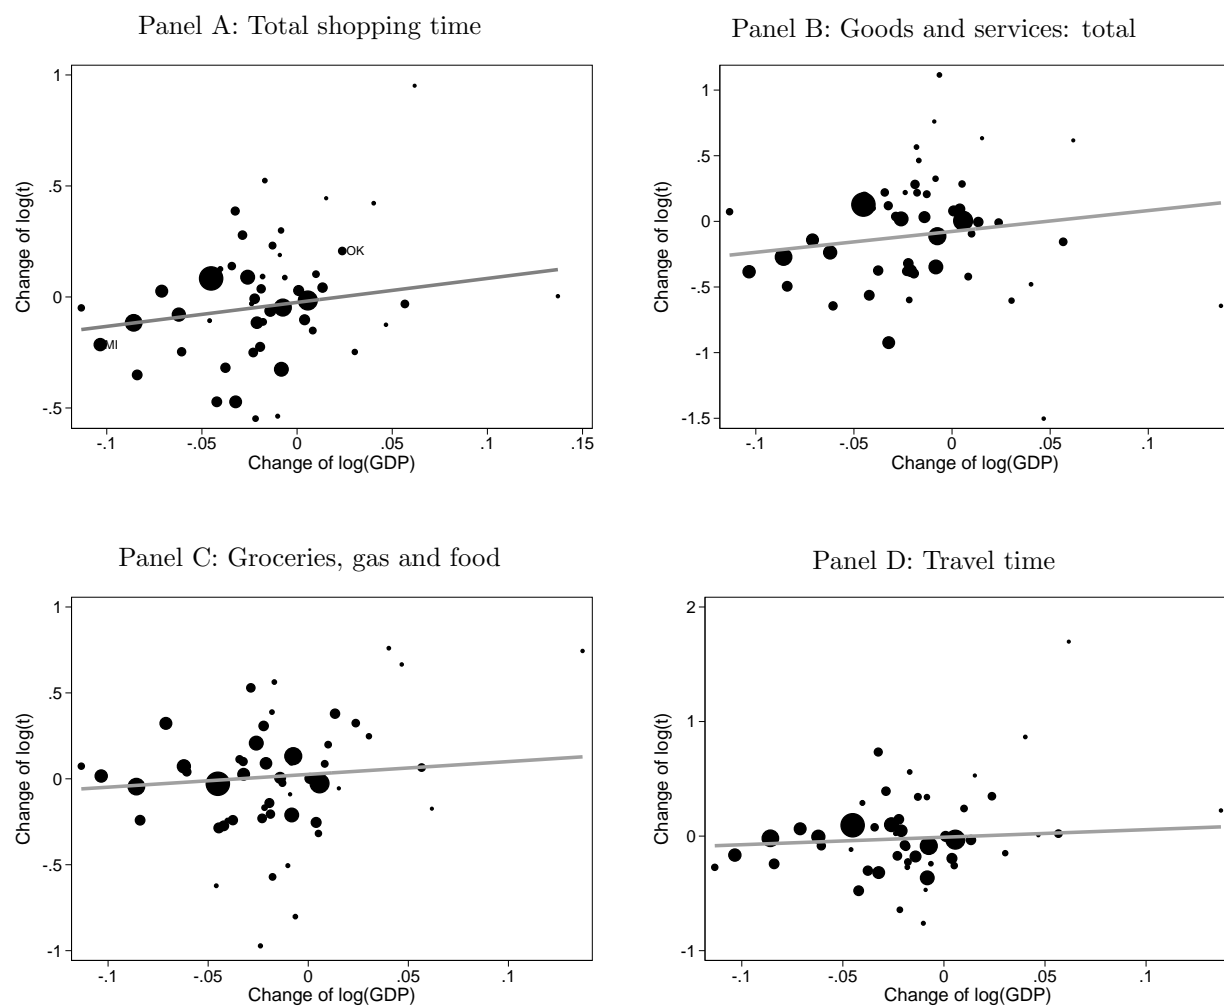 Panel A: Total shopping time
1
.5
0
-.5
Change of log(t)
OK
MI
-.1
-.05
0
.05
.1
.15
Change of log(GDP)
Panel B: Goods and services: total
1
.5
0
-.5
-1
-1.5
Change of log(t)
-.1
-.05
0
.05
.1
Change of log(GDP)
Panel C: Groceries, gas and food
1
.5
0
-.5
-1
Change of log(t)
-.1
-.05
0
.05
.1
Change of log(GDP)
Panel D: Travel time
2
1
0
-1
Change of log(t)
-.1
-.05
0
.05
.1
Change of log(GDP)